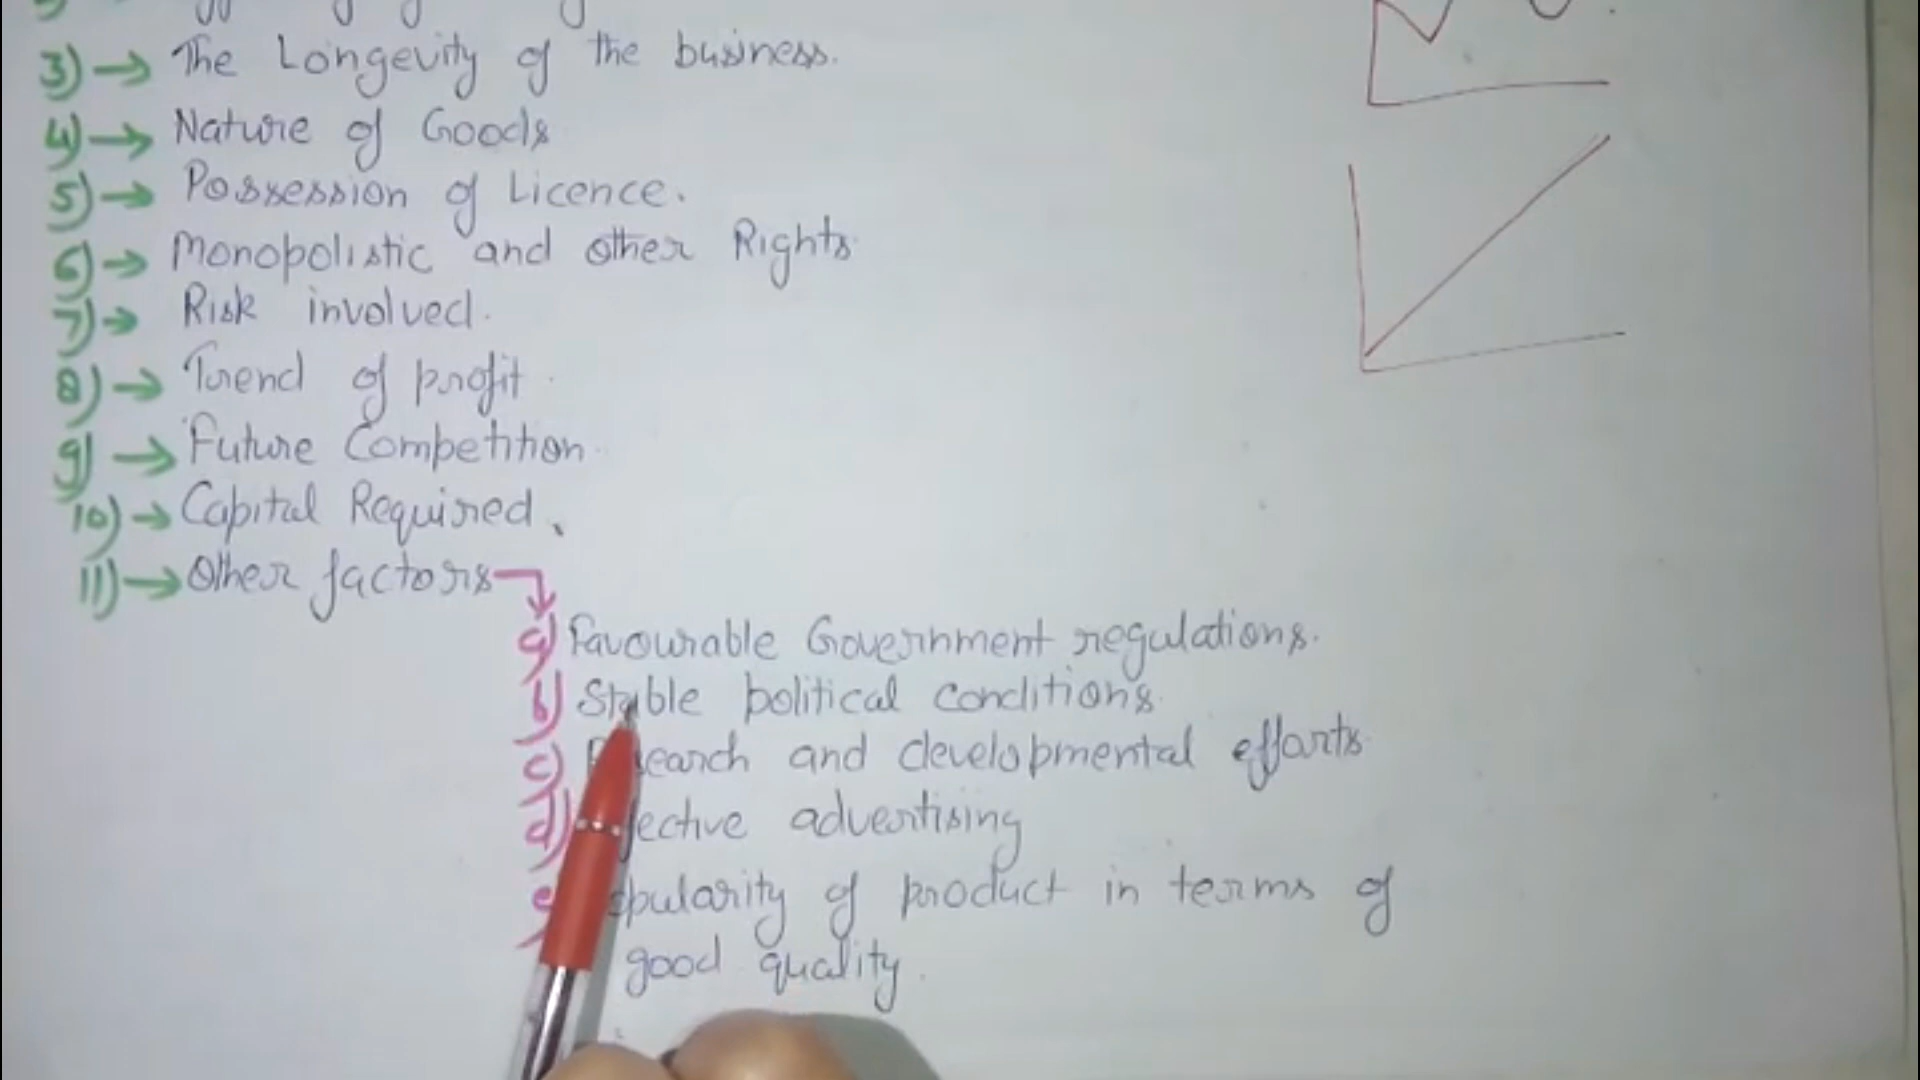 3) → The Longevity of the business.
4) → Nature of Goods
5) → Possession of Licence.
6) → Monopolistic and other Rights
7) → Risk involved.
8) → Trend of profit.
9) → Future Competition.
10) → Capital Required.
11) → Other factors
a) Favourable Government regulations.
b) Stable political conditions.
c) and developmental efforts
d) advertising
of product in terms of
good quality.